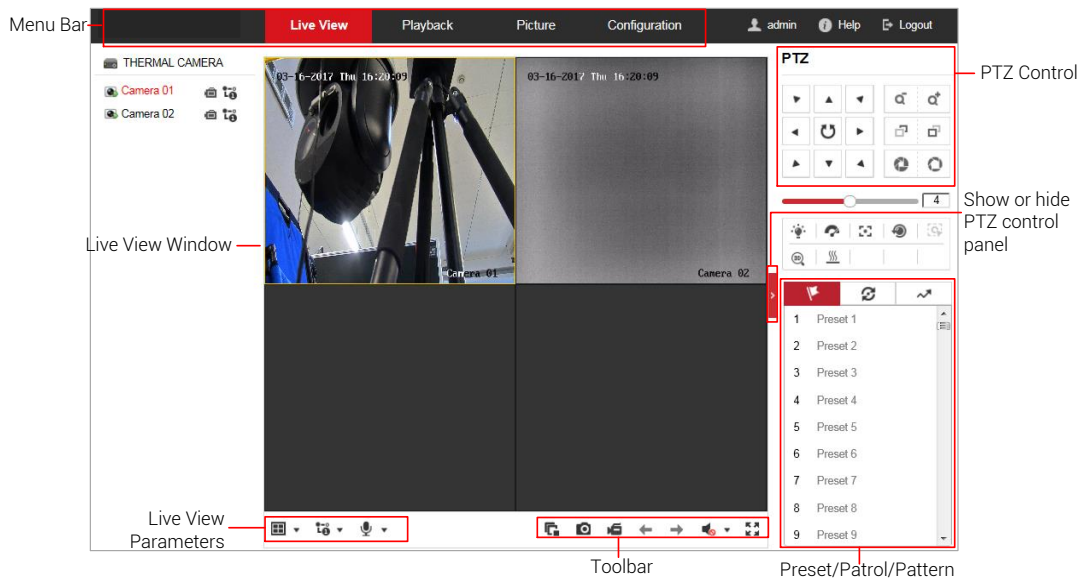 Menu Bar
Live View Playback Picture Configuration admin Help Logout
THERMAL CAMERA
Camera 01
Camera 02
03-16-2017 Thu 16:20:09
Camera 01
03-16-2017 Thu 16:20:09
Camera 02
PTZ
PTZ Control
4
Show or hide
PTZ control
panel
Live View Window
3D
1 Preset 1
2 Preset 2
3 Preset 3
4 Preset 4
5 Preset 5
6 Preset 6
7 Preset 7
8 Preset 8
9 Preset 9
Live View
Parameters
Toolbar
Preset/Patrol/Pattern